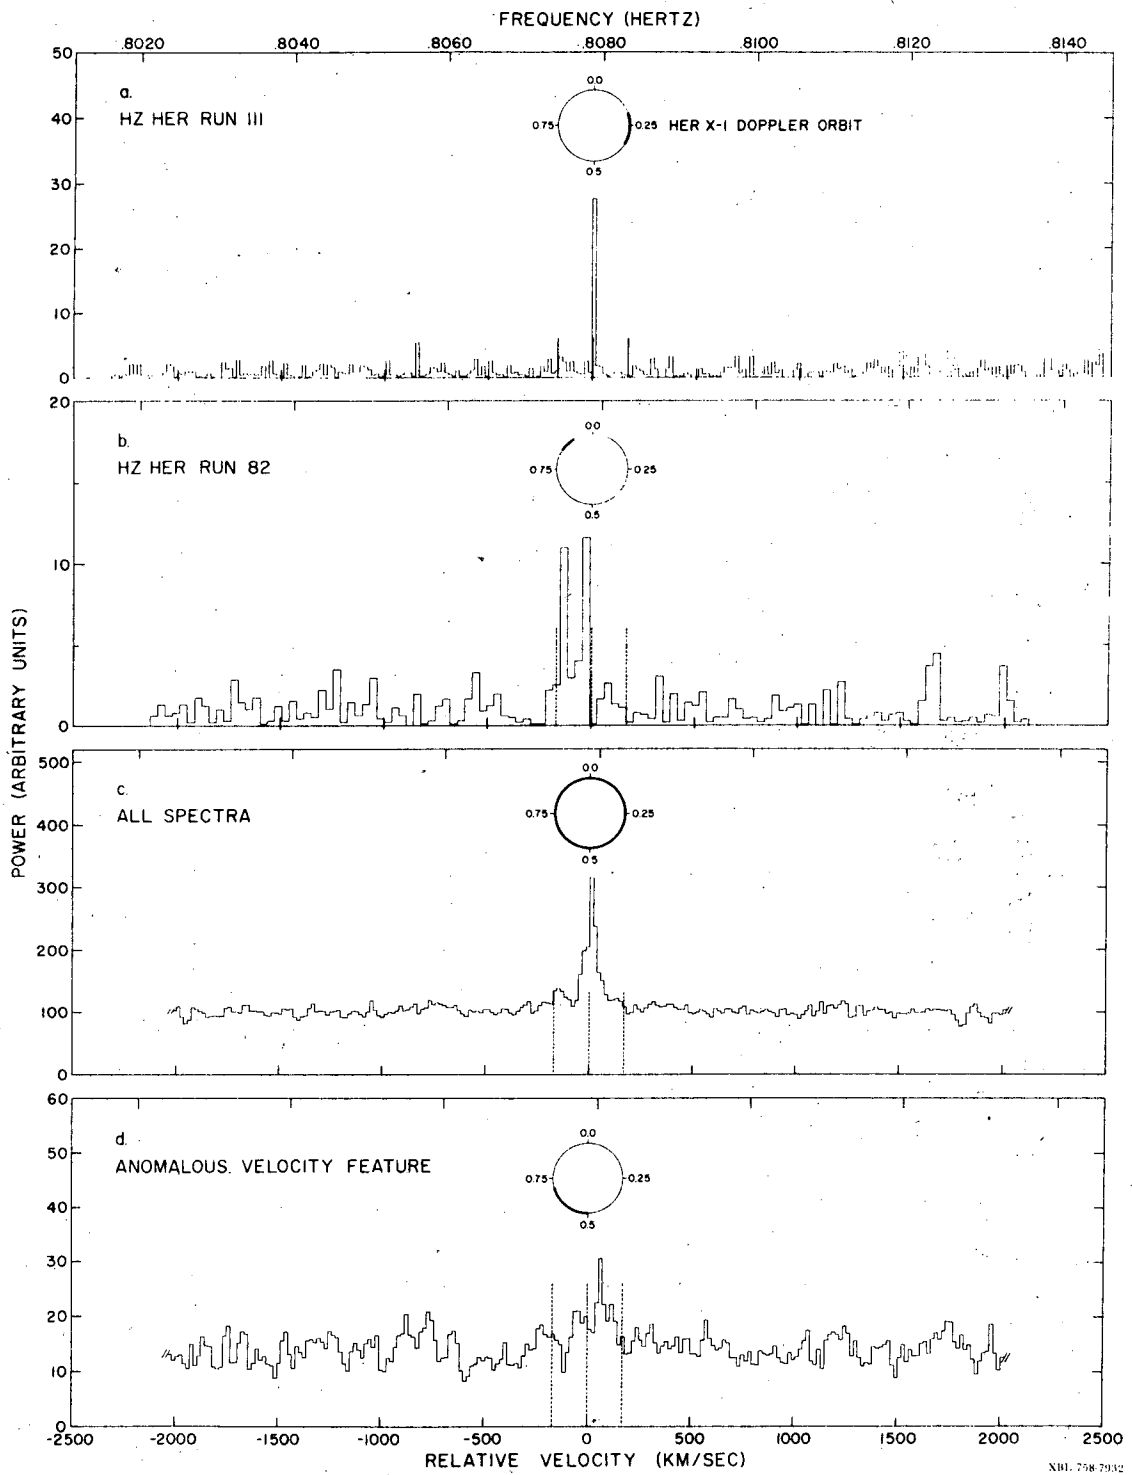 FREQUENCY (HERTZ)
.8020 .8040 .8060 .8080 .8100 .8120 .8140
50
40
30
20
10
0
a.
HZ HER RUN 111
0.0
0.75
0.25
0.5
HER X-1 DOPPLER ORBIT
20
10
0
b.
HZ HER RUN 82
0.0
0.75
0.25
0.5
POWER (ARBITRARY UNITS)
500
400
300
200
100
0
c.
ALL SPECTRA
0.0
0.75
0.25
0.5
60
50
40
30
20
10
0
d.
ANOMALOUS VELOCITY FEATURE
0.0
0.75
0.25
0.5
-2500 -2000 -1500 -1000 -500 0 500 1000 1500 2000 2500
RELATIVE VELOCITY (KM/SEC)
XBL 758-7932